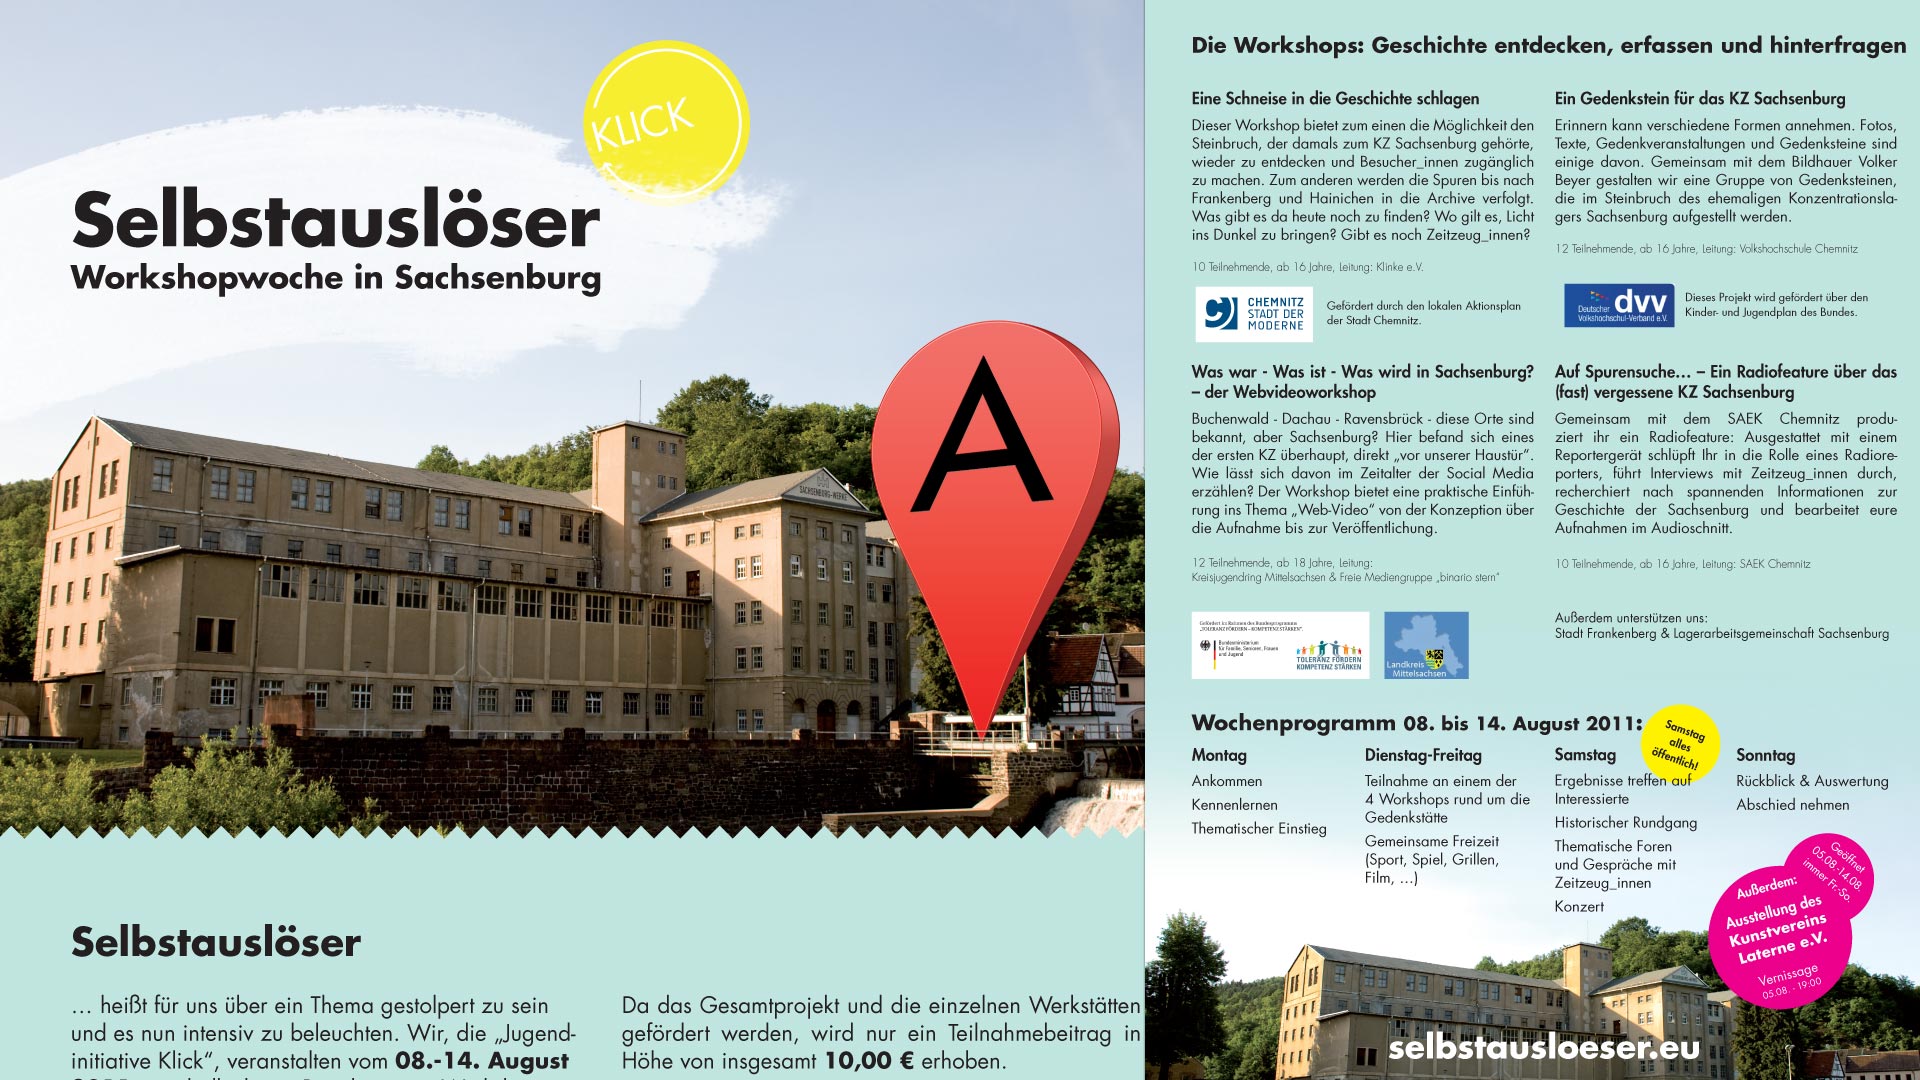 KLICK
Selbstauslöser
Workshopwoche in Sachsenburg
A
SACHSENBURG-WERKE
Selbstauslöser
... heißt für uns über ein Thema gestolpert zu sein
und es nun intensiv zu beleuchten. Wir, die „Jugend-
initiative Klick“, veranstalten vom 08.-14. August
Da das Gesamtprojekt und die einzelnen Werkstätten
gefördert werden, wird nur ein Teilnahmebeitrag in
Höhe von insgesamt 10,00 € erhoben.
Die Workshops: Geschichte entdecken, erfassen und hinterfragen
Eine Schneise in die Geschichte schlagen
Dieser Workshop bietet zum einen die Möglichkeit den
Steinbruch, der damals zum KZ Sachsenburg gehörte,
wieder zu entdecken und Besucher_innen zugänglich
zu machen. Zum anderen werden die Spuren bis nach
Frankenberg und Hainichen in die Archive verfolgt.
Was gibt es da heute noch zu finden? Wo gilt es, Licht
ins Dunkel zu bringen? Gibt es noch Zeitzeug_innen?
10 Teilnehmende, ab 16 Jahre, Leitung: Klinke e.V.
CHEMNITZ
STADT DER
MODERNE
Gefördert durch den lokalen Aktionsplan
der Stadt Chemnitz.
Ein Gedenkstein für das KZ Sachsenburg
Erinnern kann verschiedene Formen annehmen. Fotos,
Texte, Gedenkveranstaltungen und Gedenksteine sind
einige davon. Gemeinsam mit dem Bildhauer Volker
Beyer gestalten wir eine Gruppe von Gedenksteinen,
die im Steinbruch des ehemaligen Konzentrationsla-
gers Sachsenburg aufgestellt werden.
12 Teilnehmende, ab 16 Jahre, Leitung: Volkshochschule Chemnitz
dvv
Deutscher
Volkshochschul-Verband e.V.
Dieses Projekt wird gefördert über den
Kinder- und Jugendplan des Bundes.
Was war - Was ist - Was wird in Sachsenburg?
– der Webvideoworkshop
Buchenwald - Dachau - Ravensbrück - diese Orte sind
bekannt, aber Sachsenburg? Hier befand sich eines
der ersten KZ überhaupt, direkt „vor unserer Haustür“.
Wie lässt sich davon im Zeitalter der Social Media
erzählen? Der Workshop bietet eine praktische Einfüh-
rung ins Thema „Web-Video“ von der Konzeption über
die Aufnahme bis zur Veröffentlichung.
12 Teilnehmende, ab 18 Jahre, Leitung:
Kreisjugendring Mittelsachsen & Freie Mediengruppe „binario stern“
Gefördert im Rahmen des Bundesprogramms
„TOLERANZ FÖRDERN – KOMPETENZ STÄRKEN“.
Bundesministerium
für Familie, Senioren, Frauen
und Jugend
TOLERANZ FÖRDERN
KOMPETENZ STÄRKEN
Landkreis
Mittelsachsen
Auf Spurensuche... – Ein Radiofeature über das
(fast) vergessene KZ Sachsenburg
Gemeinsam mit dem SAEK Chemnitz produ-
ziert ihr ein Radiofeature: Ausgestattet mit einem
Reportergerät schlüpft Ihr in die Rolle eines Radiore-
porters, führt Interviews mit Zeitzeug_innen durch,
recherchiert nach spannenden Informationen zur
Geschichte der Sachsenburg und bearbeitet eure
Aufnahmen im Audioschnitt.
10 Teilnehmende, ab 16 Jahre, Leitung: SAEK Chemnitz
Außerdem unterstützen uns:
Stadt Frankenberg & Lagerarbeitsgemeinschaft Sachsenburg
Wochenprogramm 08. bis 14. August 2011:
Samstag
alles
öffentlich!
Montag
Ankommen
Kennenlernen
Thematischer Einstieg
Dienstag-Freitag
Teilnahme an einem der
4 Workshops rund um die
Gedenkstätte
Gemeinsame Freizeit
(Sport, Spiel, Grillen,
Film, ...)
Samstag
Ergebnisse treffen auf
Interessierte
Historischer Rundgang
Thematische Foren
und Gespräche mit
Zeitzeug_innen
Konzert
Sonntag
Rückblick & Auswertung
Abschied nehmen
Geöffnet
05.08.-14.08.
immer Fr.-So.
Außerdem:
Ausstellung des
Kunstvereins
Laterne e.V.
Vernissage
05.08. - 19:00
selbstausloeser.eu